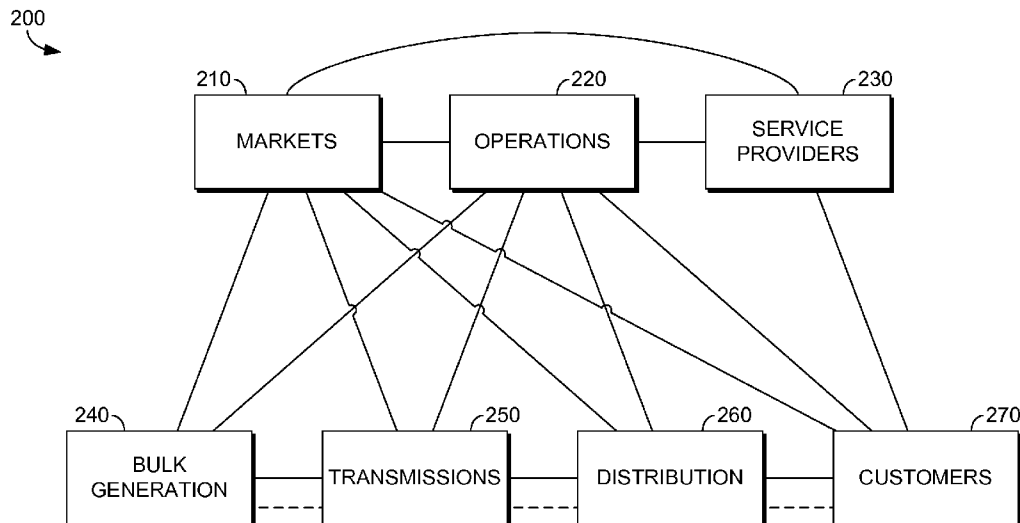 200
210
220
230
MARKETS
OPERATIONS
SERVICE
PROVIDERS
240
250
260
270
BULK
GENERATION
TRANSMISSIONS
DISTRIBUTION
CUSTOMERS